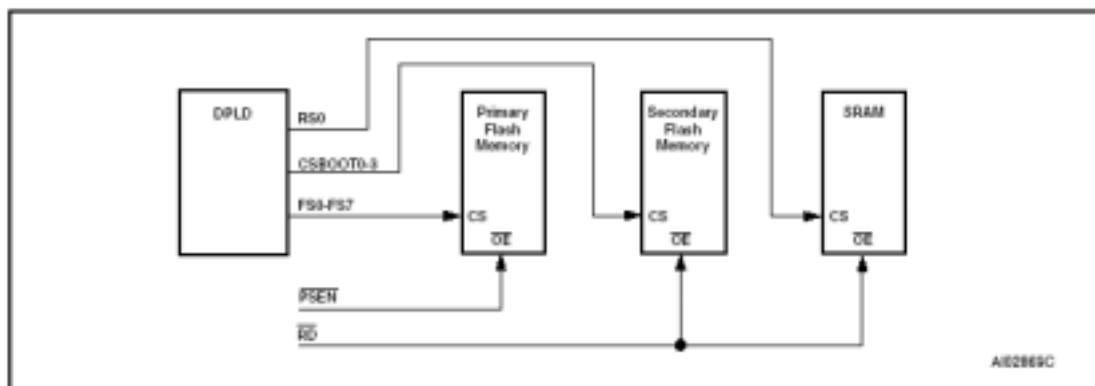 DPLD
RS0
CSBOOT0-3
FS0-FS7
Primary
Flash
Memory
CS
OE
Secondary
Flash
Memory
CS
OE
SRAM
CS
OE
PSEN
RD
AI02869C